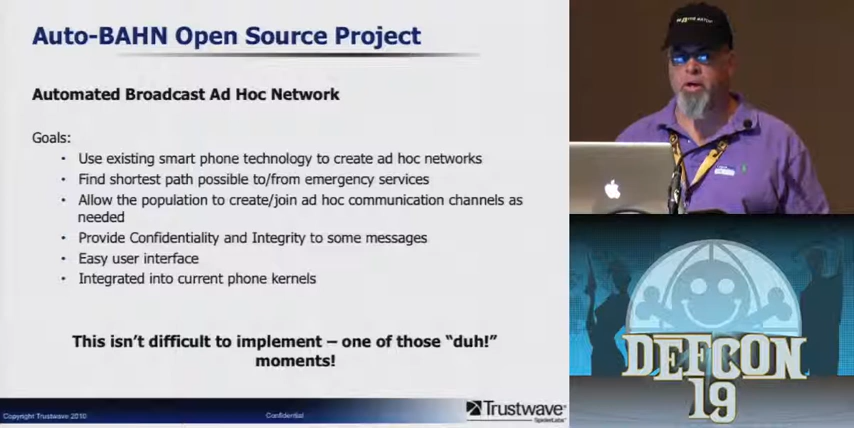 Auto-BAHN Open Source Project
Automated Broadcast Ad Hoc Network
Goals:
• Use existing smart phone technology to create ad hoc networks
• Find shortest path possible to/from emergency services
• Allow the population to create/join ad hoc communication channels as
needed
• Provide Confidentiality and Integrity to some messages
• Easy user interface
• Integrated into current phone kernels
This isn't difficult to implement – one of those “duh!”
moments!
Copyright Trustwave 2010
Confidential
Trustwave®
SpiderLabs®
DEFCON
19